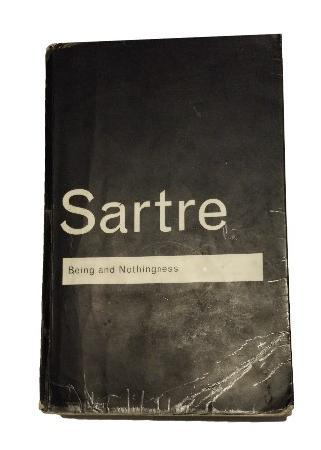 Sartre
Being and Nothingness